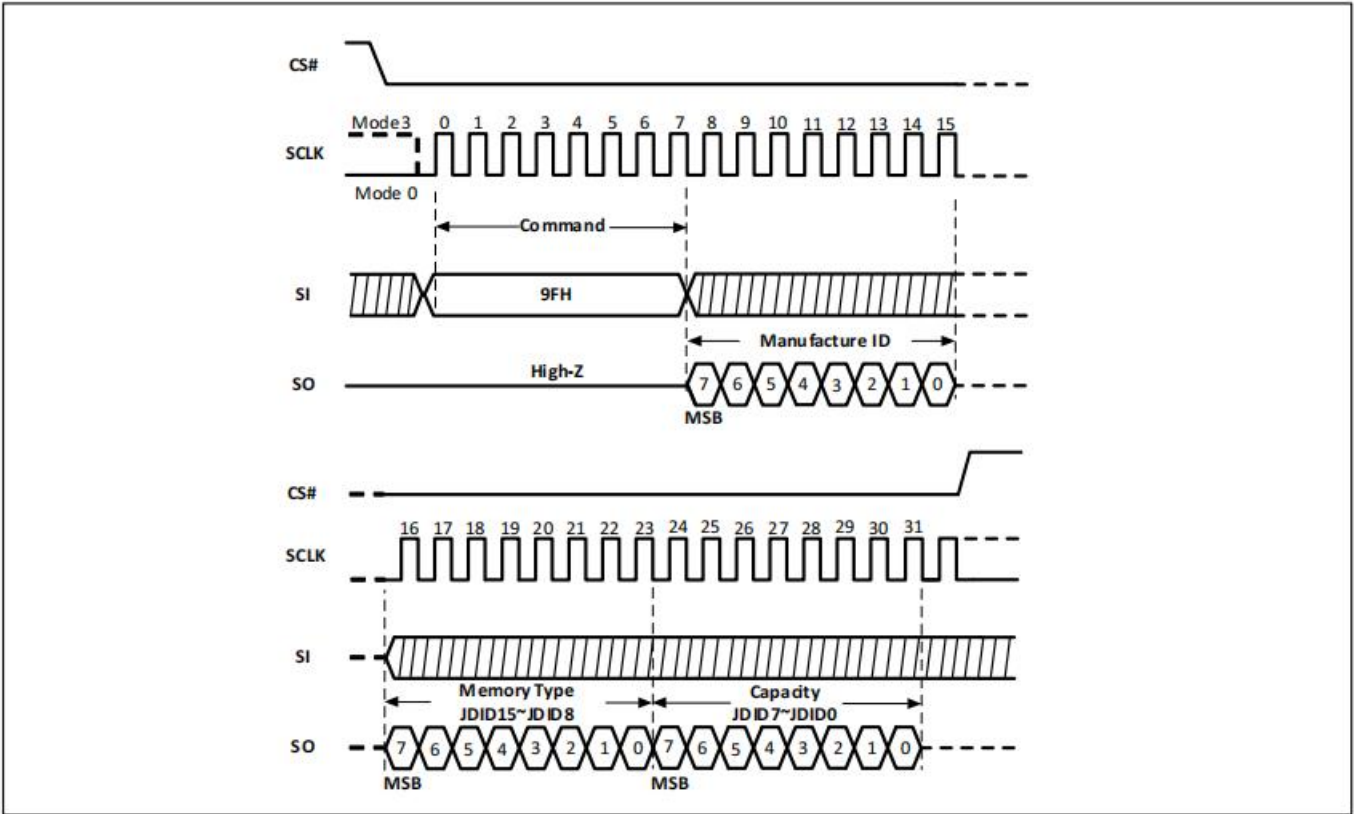 CS#
Mode3 0 1 2 3 4 5 6 7 8 9 10 11 12 13 14 15
SCLK
Mode 0
Command
SI 9FH
Manufacture ID
SO High-Z 7 6 5 4 3 2 1 0
MSB
CS#
16 17 18 19 20 21 22 23 24 25 26 27 28 29 30 31
SCLK
SI
Memory Type Capacity
JDID15~JDID8 JDID7~JDID0
SO 7 6 5 4 3 2 1 0 7 6 5 4 3 2 1 0
MSB MSB